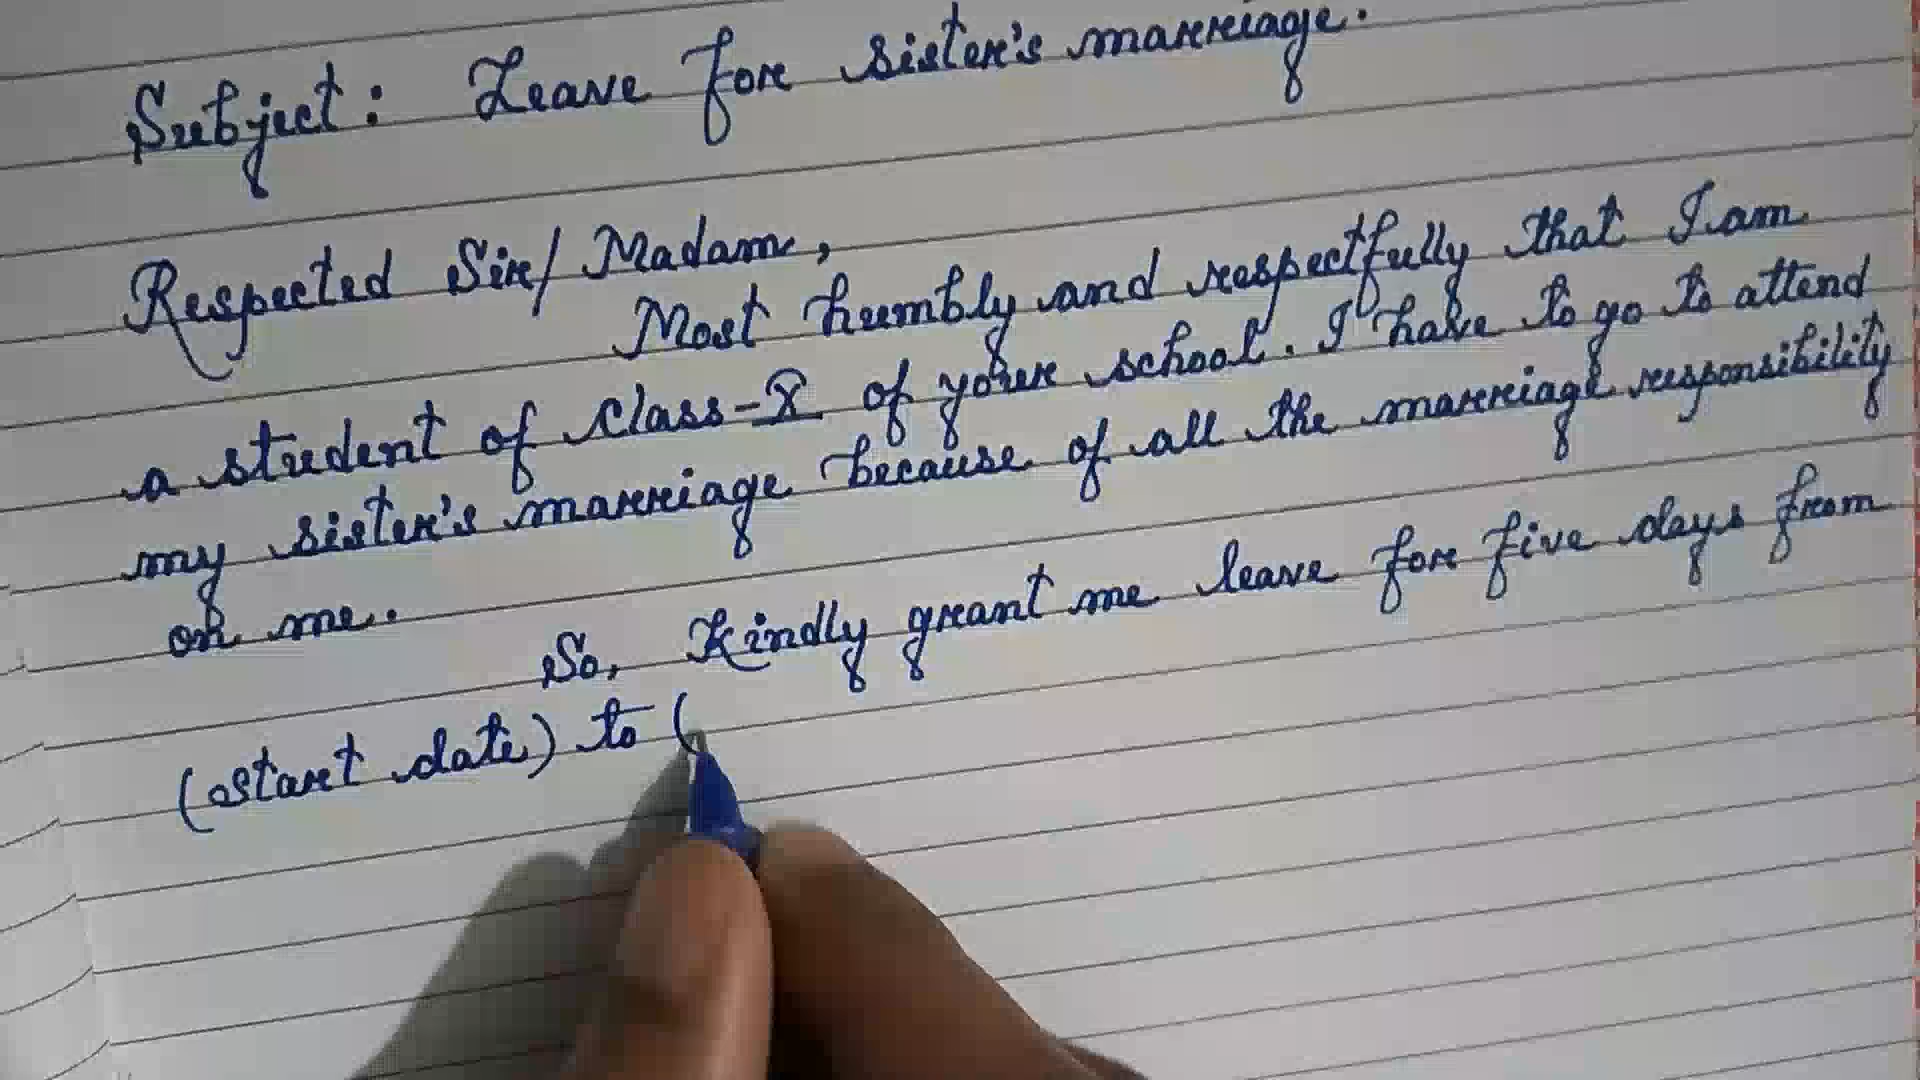 Subject: Leave for sister's marriage.
Respected Sir/ Madam,
Most humbly and respectfully that I am
a student of class-X of your school. I have to go to attend
my sister's marriage because of all the marriage responsibility
on me.
So, Kindly grant me leave for five days from
(start date) to (